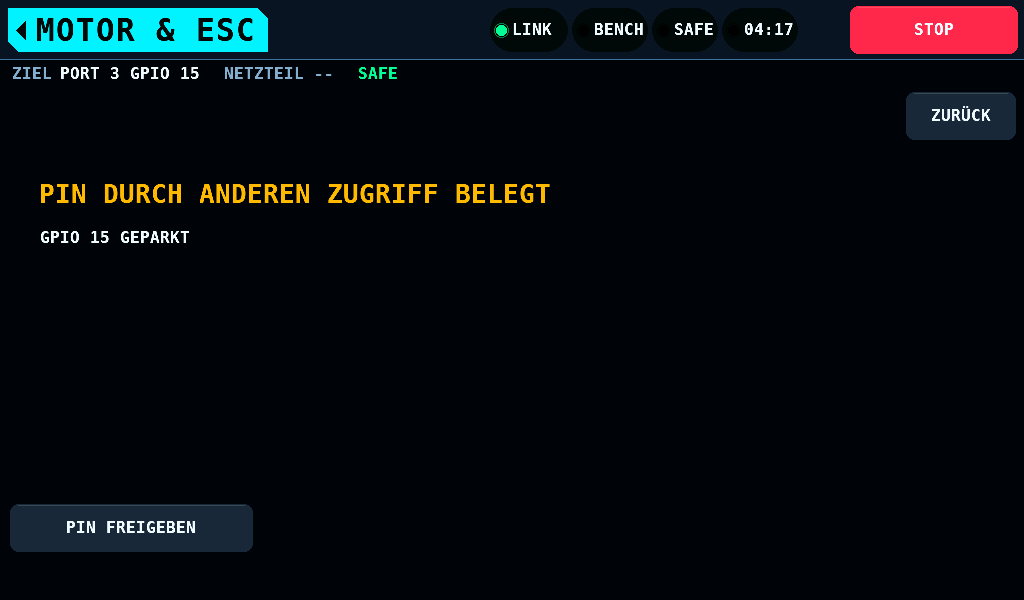 MOTOR & ESC
LINK
BENCH
SAFE
04:17
STOP
ZIEL PORT 3 GPIO 15 NETZTEIL -- SAFE
ZURÜCK
PIN DURCH ANDEREN ZUGRIFF BELEGT
GPIO 15 GEPARKT
PIN FREIGEBEN